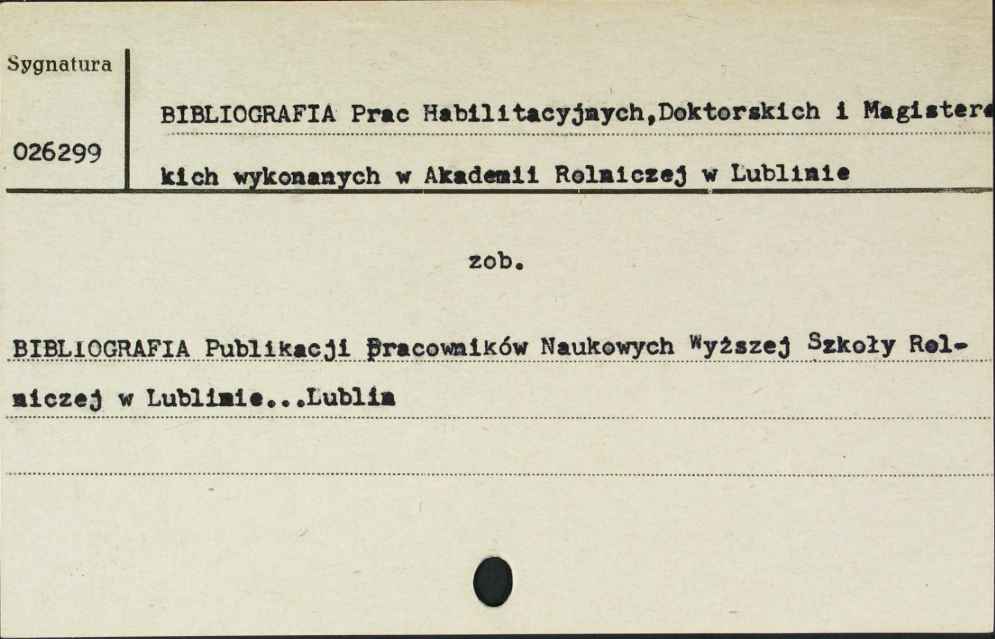 Sygnatura
BIBLIOGRAFIA Prac Habilitacyjnych,Doktorskich i Magisters
026299
kich wykonanych w Akademii Rolniczej w Lublinie
zob.
BIBLIOGRAFIA Publikacji Pracowników Naukowych Wyższej Szkoły Rol-
niczej w Lublinie...Lublin